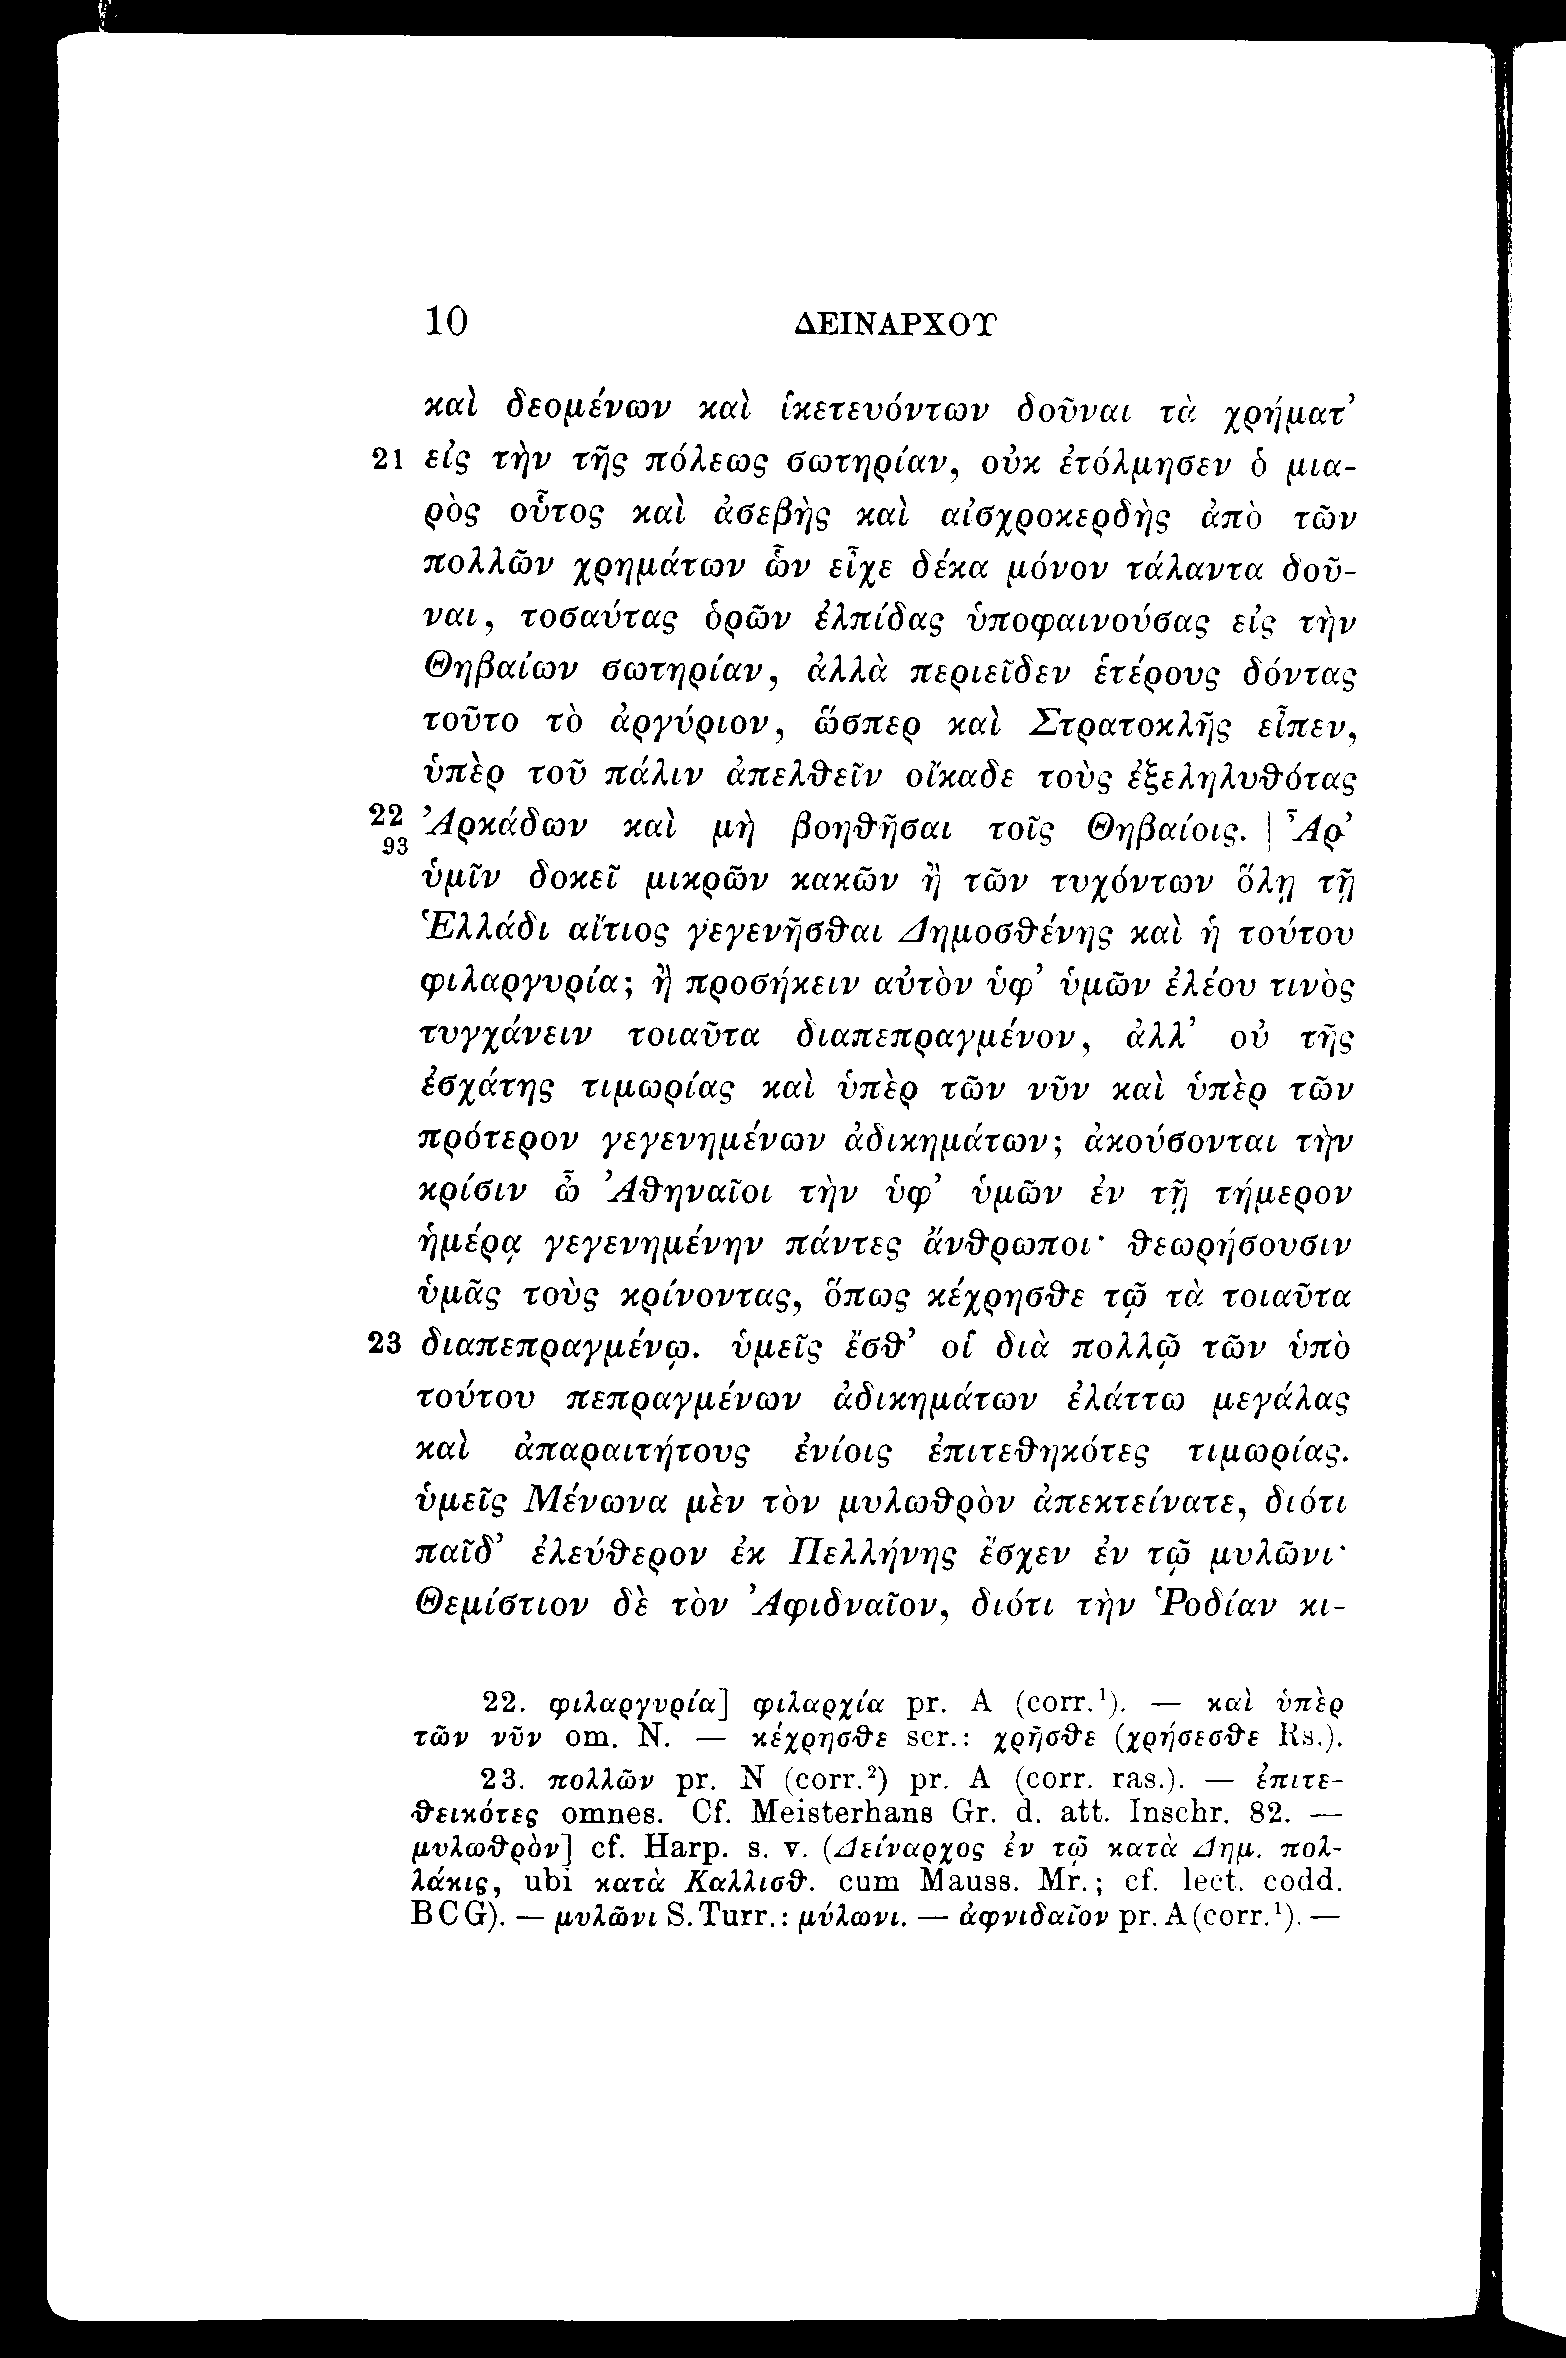 10 ΔΕΙΝΑΡΧΟΥ
καὶ δεομένων καὶ ἱκετευόντων δοῦναι τὰ χρήματ’
21 εἰς τὴν τῆς πόλεως σωτηρίαν, οὐκ ἐτόλμησεν ὁ μια-
ρὸς οὗτος καὶ ἀσεβὴς καὶ αἰσχροκερδὴς ἀπὸ τῶν
πολλῶν χρημάτων ὧν εἶχε δέκα μόνον τάλαντα δοῦ-
ναι, τοσαύτας ὁρῶν ἐλπίδας ὑποφαινούσας εἰς τὴν
Θηβαίων σωτηρίαν, ἀλλὰ περιεῖδεν ἑτέρους δόντας
τοῦτο τὸ ἀργύριον, ὥσπερ καὶ Στρατοκλῆς εἶπεν,
ὑπὲρ τοῦ πάλιν ἀπελθεῖν οἴκαδε τοὺς ἐξεληλυθότας
22 Ἀρκάδων καὶ μὴ βοηθῆσαι τοῖς Θηβαίοις. | Ἆρ’
93
ὑμῖν δοκεῖ μικρῶν κακῶν ἢ τῶν τυχόντων ὅλῃ τῇ
Ἑλλάδι αἴτιος γεγενῆσθαι Δημοσθένης καὶ ἡ τούτου
φιλαργυρία; ἢ προσήκειν αὐτὸν ὑφ’ ὑμῶν ἐλέου τινὸς
τυγχάνειν τοιαῦτα διαπεπραγμένον, ἀλλ’ οὐ τῆς
ἐσχάτης τιμωρίας καὶ ὑπὲρ τῶν νῦν καὶ ὑπὲρ τῶν
πρότερον γεγενημένων ἀδικημάτων; ἀκούσονται τὴν
κρίσιν ὦ Ἀθηναῖοι τὴν ὑφ’ ὑμῶν ἐν τῇ τήμερον
ἡμέρᾳ γεγενημένην πάντες ἄνθρωποι· θεωρήσουσιν
ὑμᾶς τοὺς κρίνοντας, ὅπως κέχρησθε τῷ τὰ τοιαῦτα
23 διαπεπραγμένῳ. ὑμεῖς ἔσθ’ οἱ διὰ πολλῷ τῶν ὑπὸ
τούτου πεπραγμένων ἀδικημάτων ἐλάττω μεγάλας
καὶ ἀπαραιτήτους ἐνίοις ἐπιτεθηκότες τιμωρίας.
ὑμεῖς Μένωνα μὲν τὸν μυλωθρὸν ἀπεκτείνατε, διότι
παῖδ’ ἐλεύθερον ἐκ Πελλήνης ἔσχεν ἐν τῷ μυλῶνι·
Θεμίστιον δὲ τὸν Ἀφιδναῖον, διότι τὴν Ῥοδίαν κι-
22. φιλαργυρία] φιλαρχία pr. A (corr.¹). — καὶ ὑπὲρ
τῶν νῦν om. N. — κέχρησθε scr.: χρῆσθε (χρήσεσθε Rs.).
23. πολλῶν pr. N (corr.²) pr. A (corr. ras.). — ἐπιτε-
θεικότες omnes. Cf. Meisterhans Gr. d. att. Inschr. 82. —
μυλωθρὸν] cf. Harp. s. v. (Δείναρχος ἐν τῷ κατὰ Δημ. πολ-
λάκις, ubi κατὰ Καλλισθ. cum Mauss. Mr.; cf. lect. codd.
BCG). — μυλῶνι S. Turr.: μύλωνι. — ἀφνιδαῖον pr. A (corr.¹). —